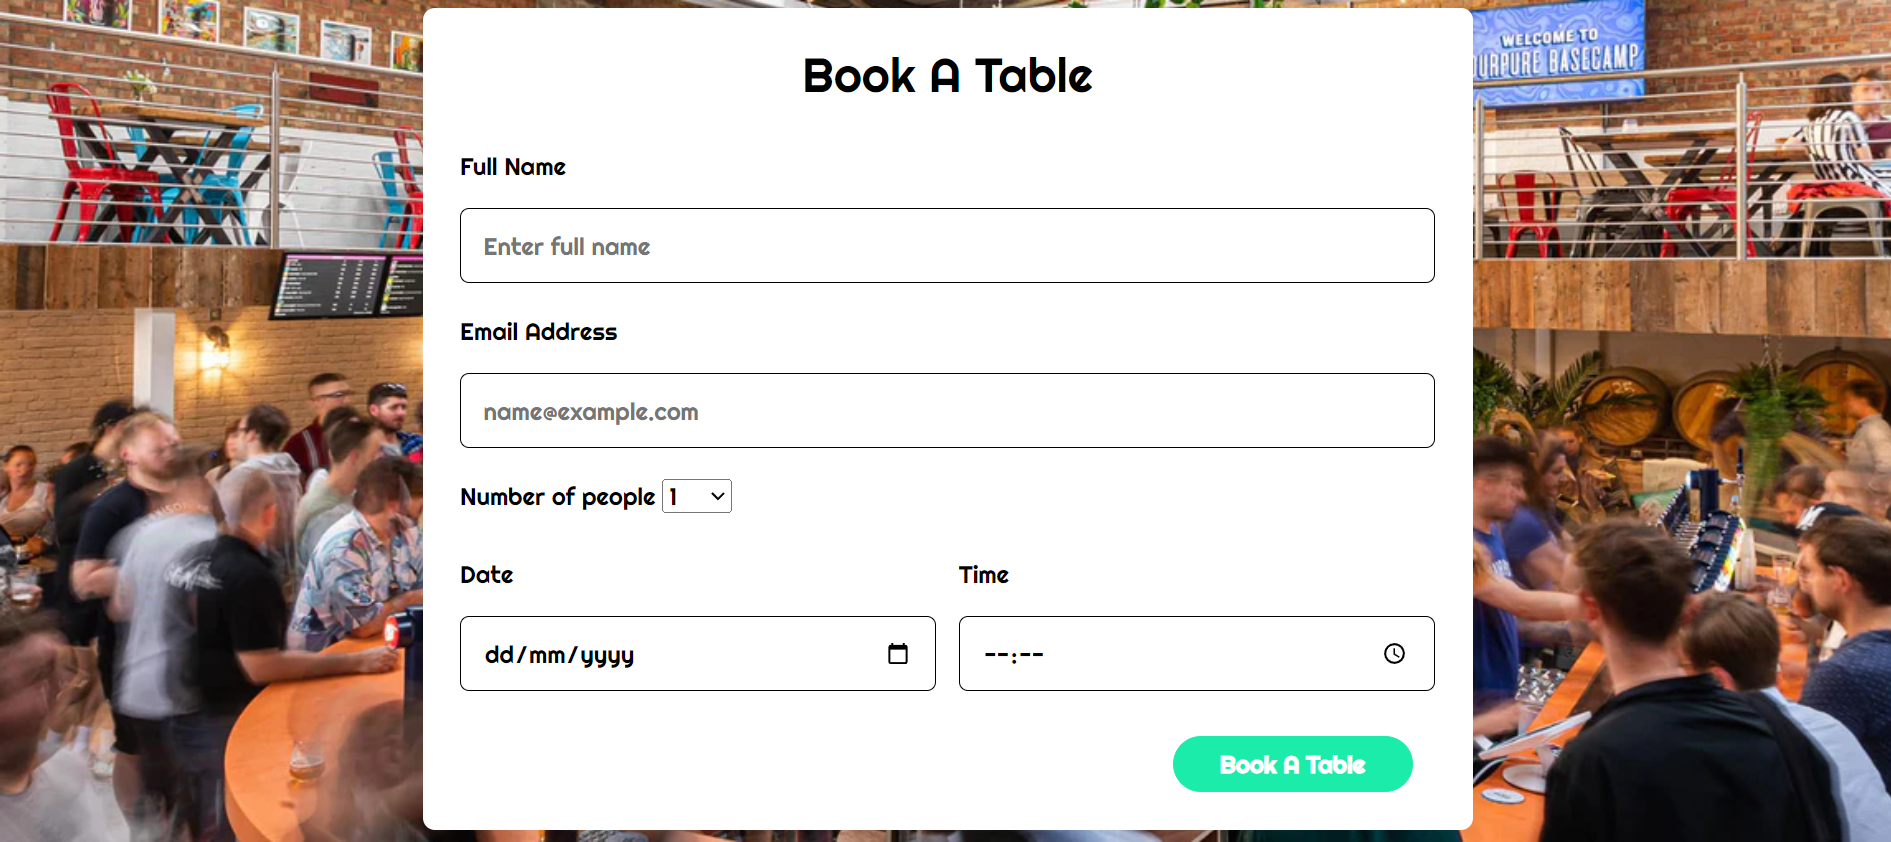 WELCOME TO
OURPURE BASECAMP
Book A Table
Full Name
Enter full name
Email Address
name@example.com
Number of people 1
Date
Time
dd/mm/yyyy
--:--
Book A Table